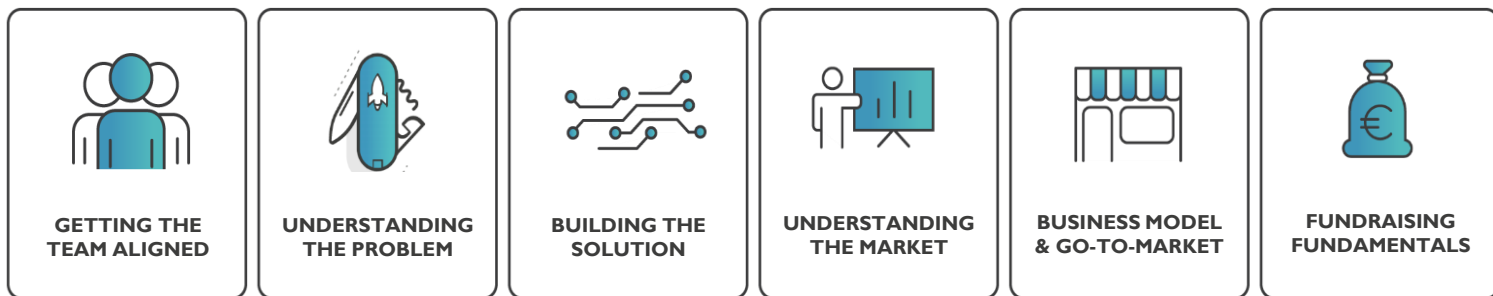 GETTING THE
TEAM ALIGNED
UNDERSTANDING
THE PROBLEM
BUILDING THE
SOLUTION
UNDERSTANDING
THE MARKET
BUSINESS MODEL
& GO-TO-MARKET
€
FUNDRAISING
FUNDAMENTALS